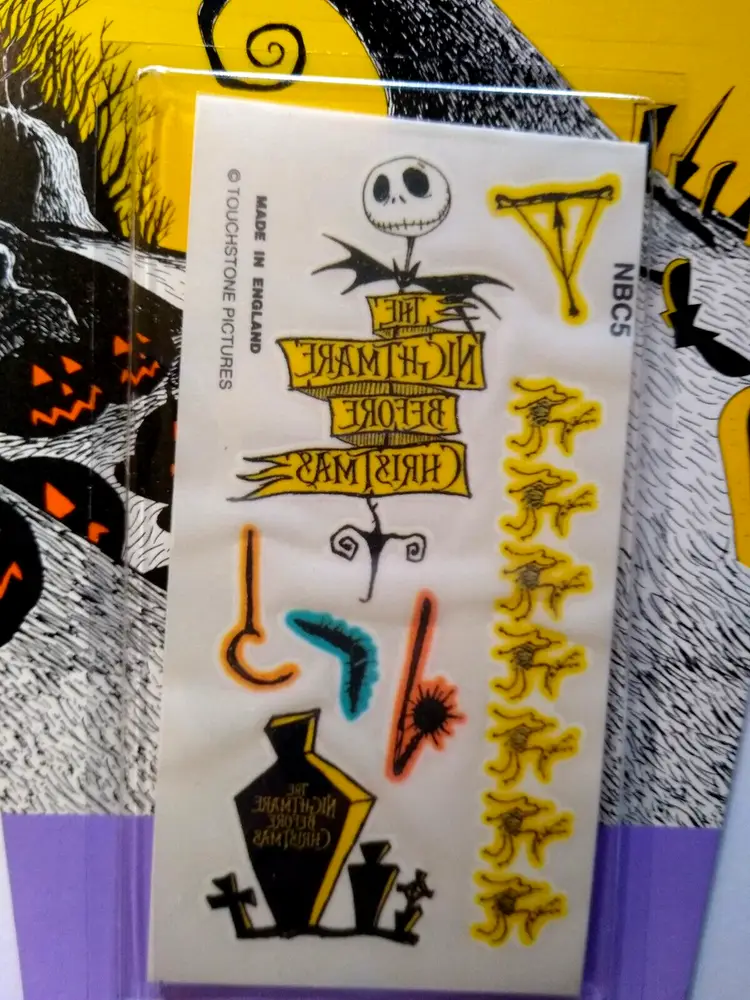 MADE IN ENGLAND
© TOUCHSTONE PICTURES
NBC5
THE
NIGHTMARE
BEFORE
CHRISTMAS
THE
NIGHTMARE
BEFORE
CHRISTMAS